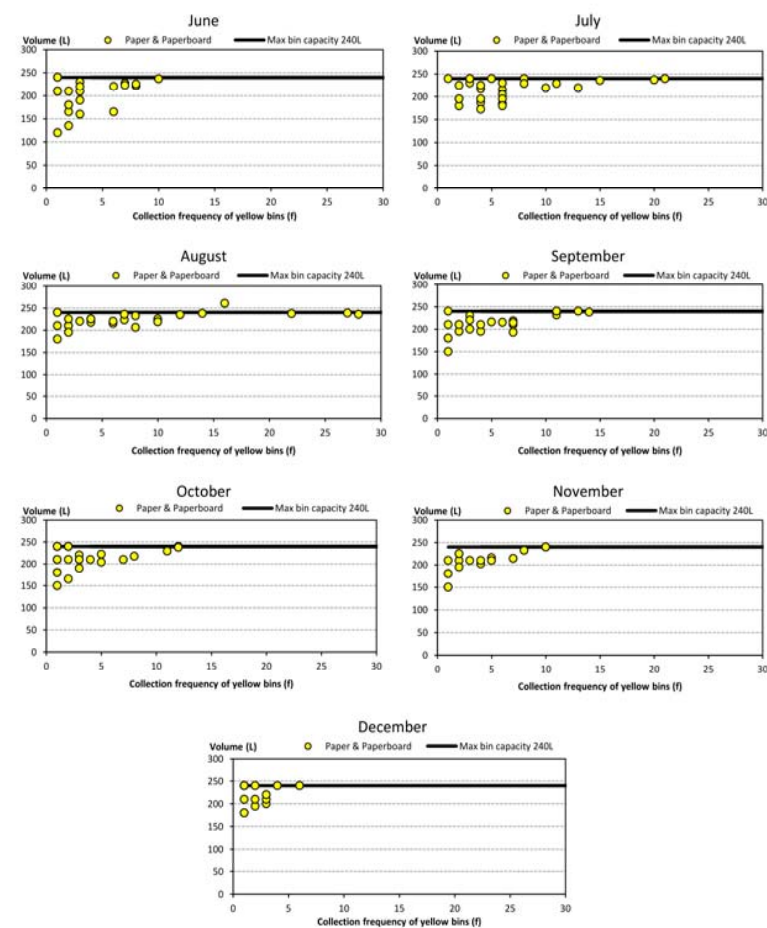 June
Volume (L) Paper & Paperboard Max bin capacity 240L
300
250
200
150
100
50
0
0 5 10 15 20 25 30
Collection frequency of yellow bins (f)
July
Volume (L) Paper & Paperboard Max bin capacity 240L
300
250
200
150
100
50
0
0 5 10 15 20 25 30
Collection frequency of yellow bins (f)
August
Volume (L) Paper & Paperboard Max bin capacity 240L
300
250
200
150
100
50
0
0 5 10 15 20 25 30
Collection frequency of yellow bins (f)
September
Volume (L) Paper & Paperboard Max bin capacity 240L
300
250
200
150
100
50
0
0 5 10 15 20 25 30
Collection frequency of yellow bins (f)
October
Volume (L) Paper & Paperboard Max bin capacity 240L
300
250
200
150
100
50
0
0 5 10 15 20 25 30
Collection frequency of yellow bins (f)
November
Volume (L) Paper & Paperboard Max bin capacity 240L
300
250
200
150
100
50
0
0 5 10 15 20 25 30
Collection frequency of yellow bins (f)
December
Volume (L) Paper & Paperboard Max bin capacity 240L
300
250
200
150
100
50
0
0 5 10 15 20 25 30
Collection frequency of yellow bins (f)